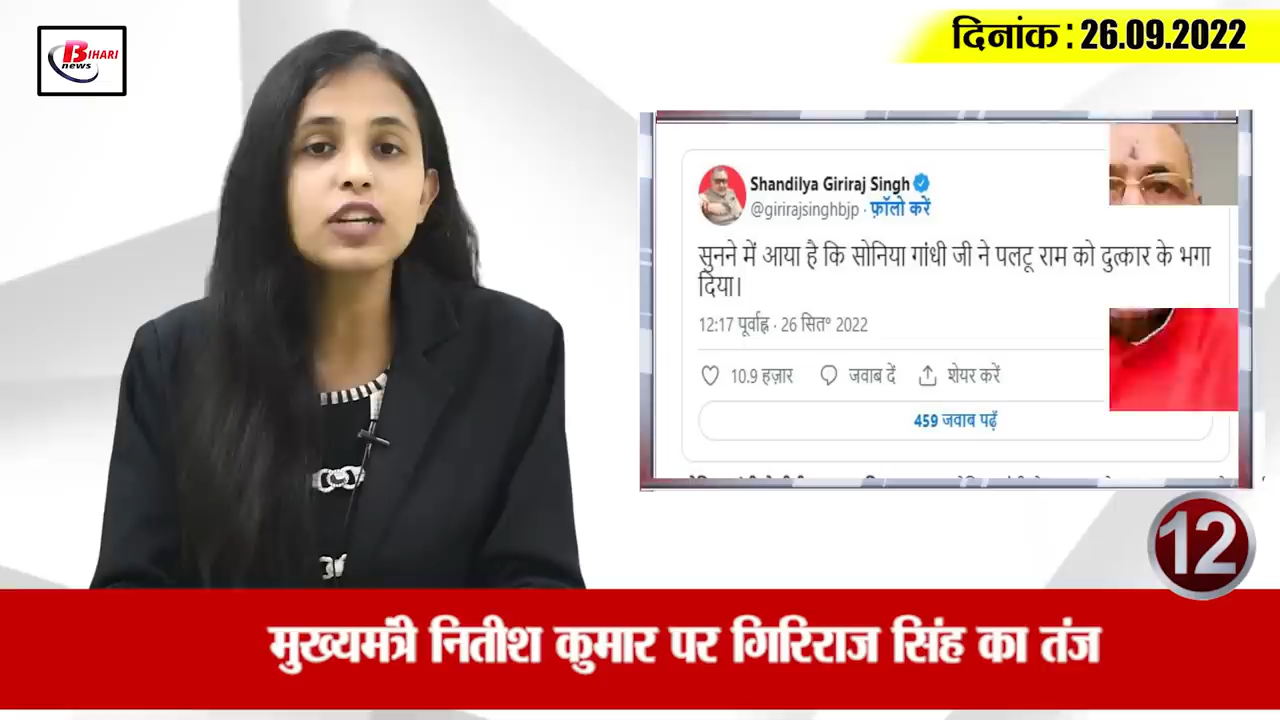 BIHARI
news
दिनांक : 26.09.2022
Shandilya Giriraj Singh
@girirajsinghbjp · फ़ॉलो करें
सुनने में आया है कि सोनिया गांधी जी ने पलटू राम को दुत्कार के भगा
दिया।
12:17 पूर्वाह्न · 26 सित॰ 2022
10.9 हज़ार जवाब दें शेयर करें
459 जवाब पढ़ें
12
मुख्यमंत्री नितीश कुमार पर गिरिराज सिंह का तंज